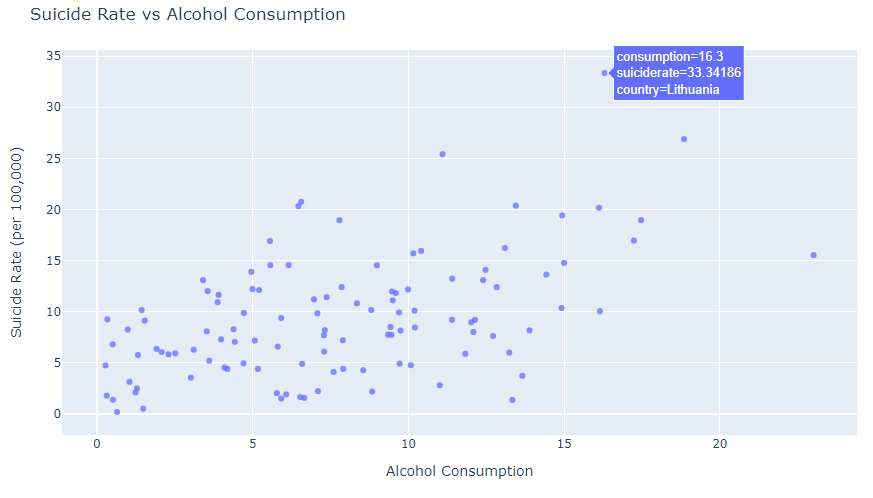 Suicide Rate vs Alcohol Consumption
consumption=16.3
suiciderate=33.34186
country=Lithuania
Suicide Rate (per 100,000)
35
30
25
20
15
10
5
0
0 5 10 15 20
Alcohol Consumption